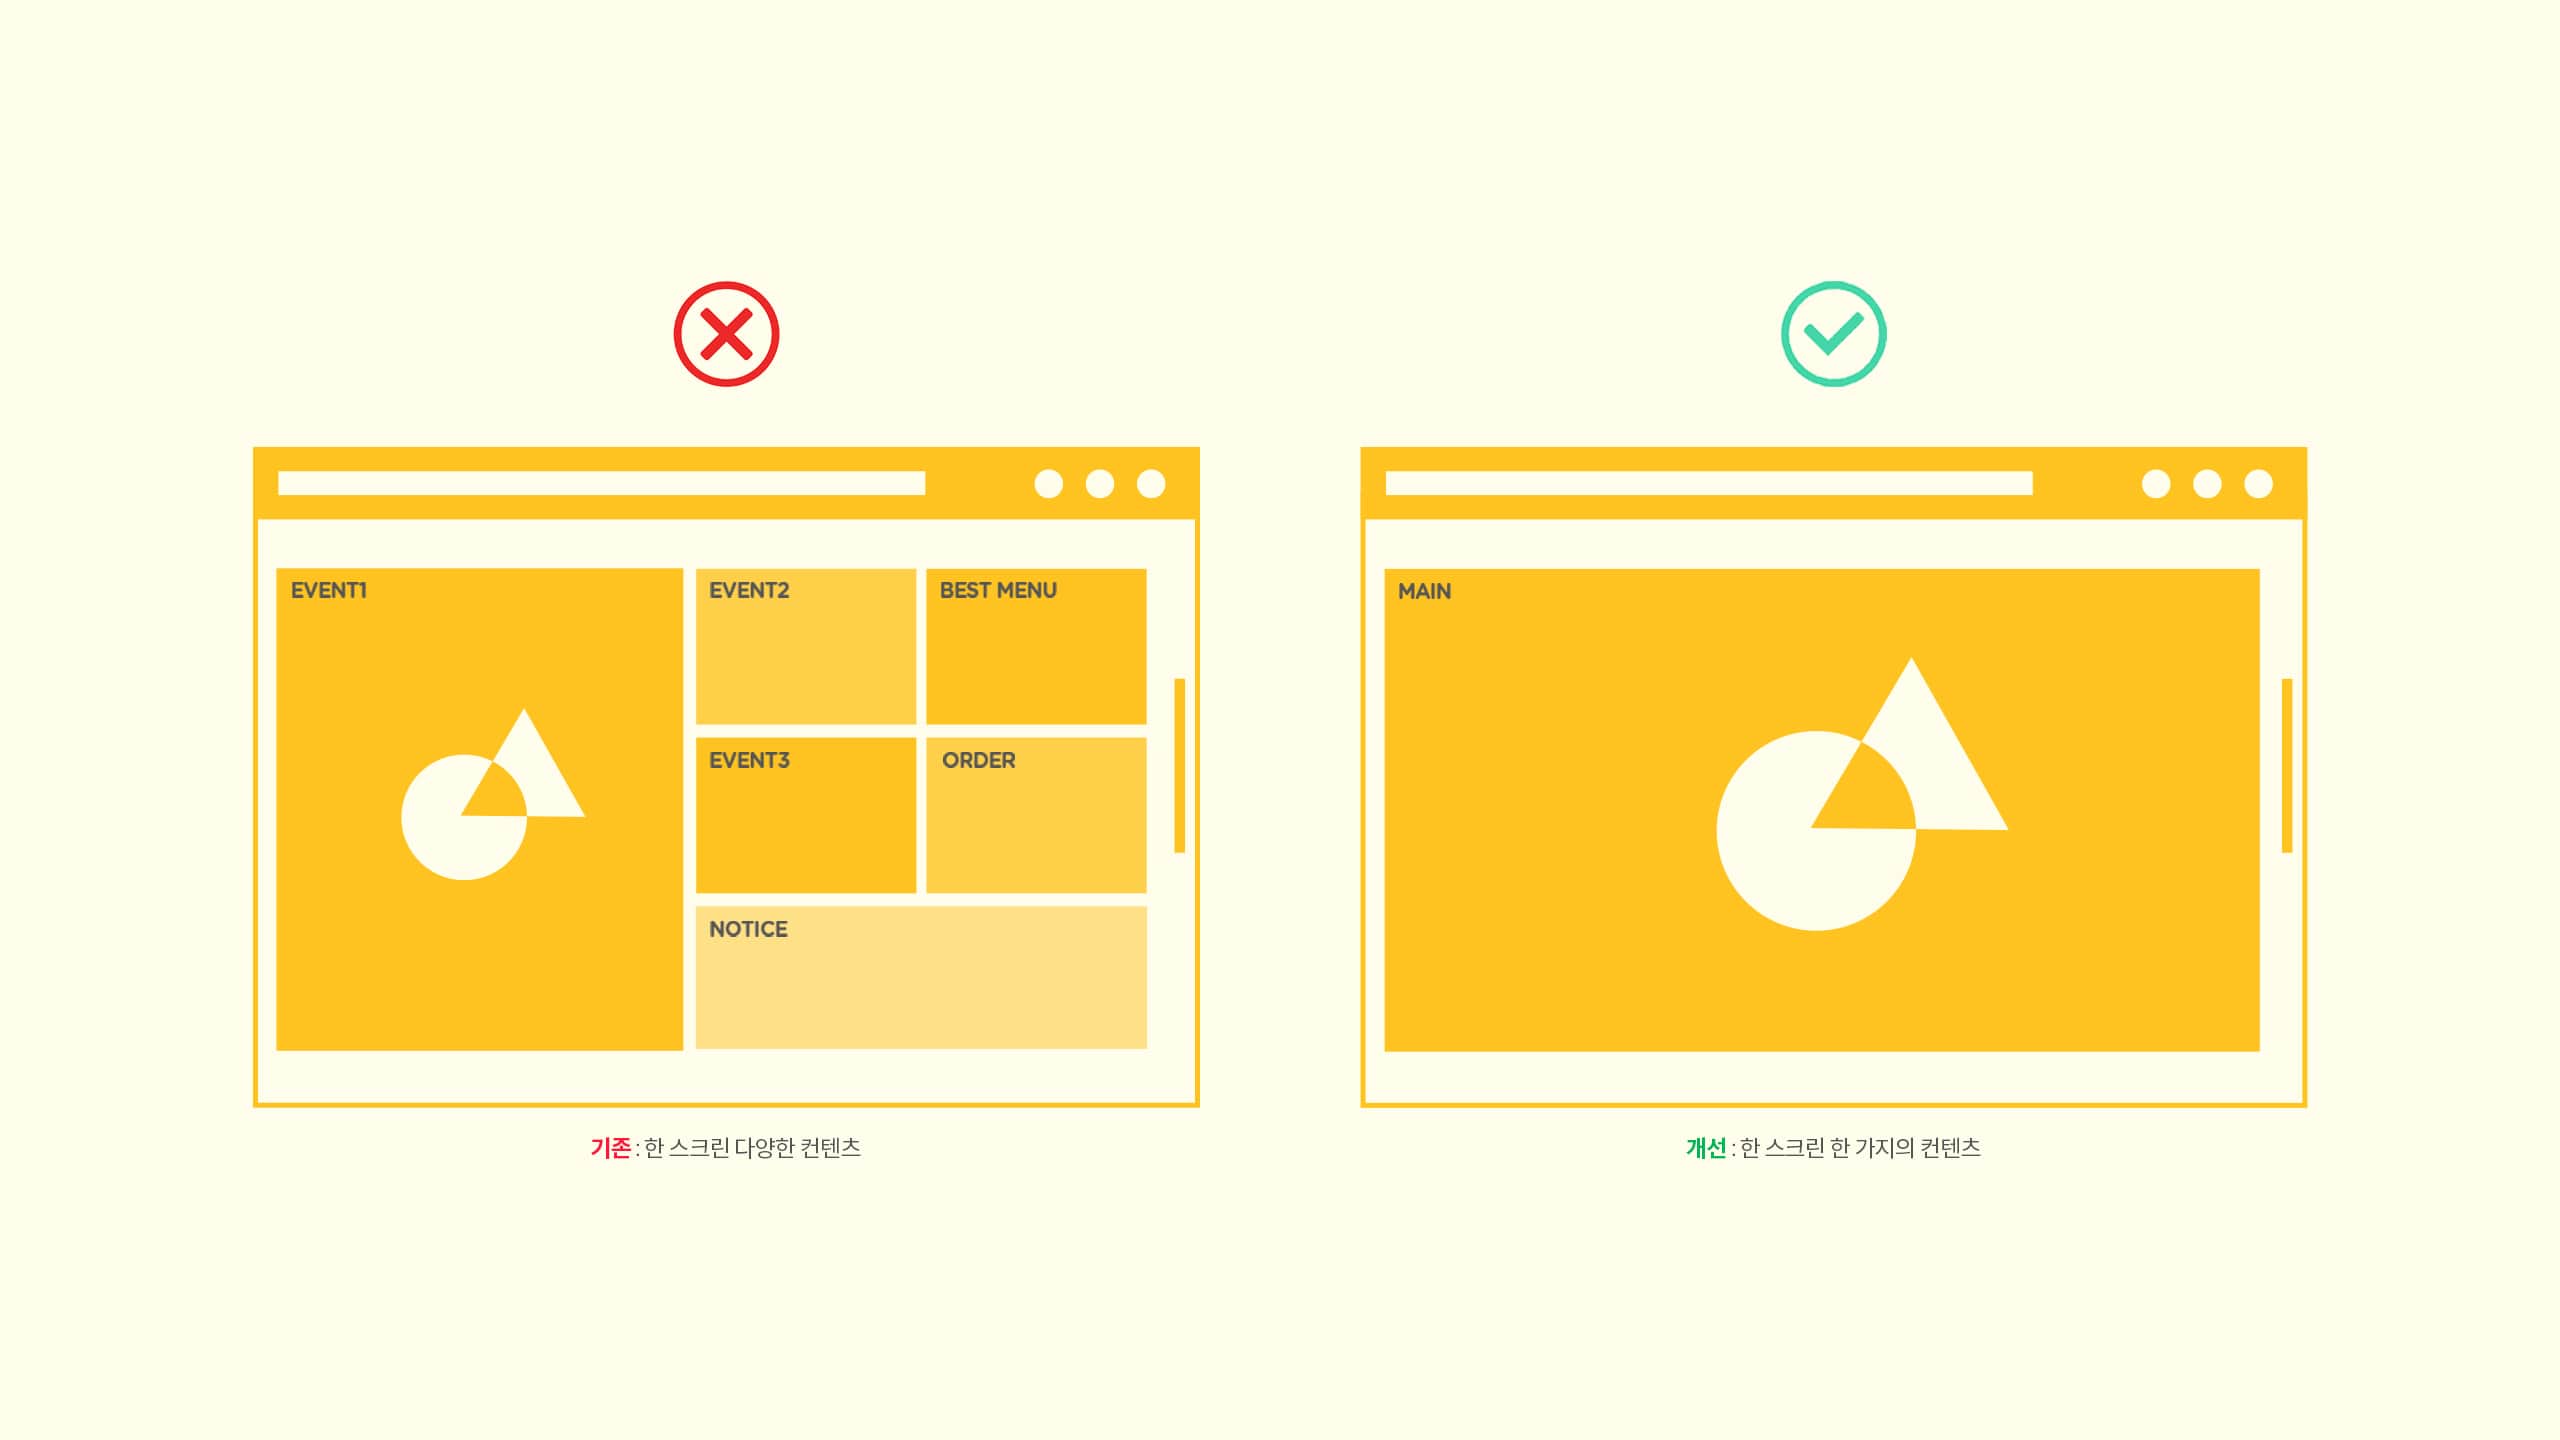 EVENT1
EVENT2
BEST MENU
EVENT3
ORDER
NOTICE
기존 : 한 스크린 다양한 컨텐츠
MAIN
개선 : 한 스크린 한 가지의 컨텐츠